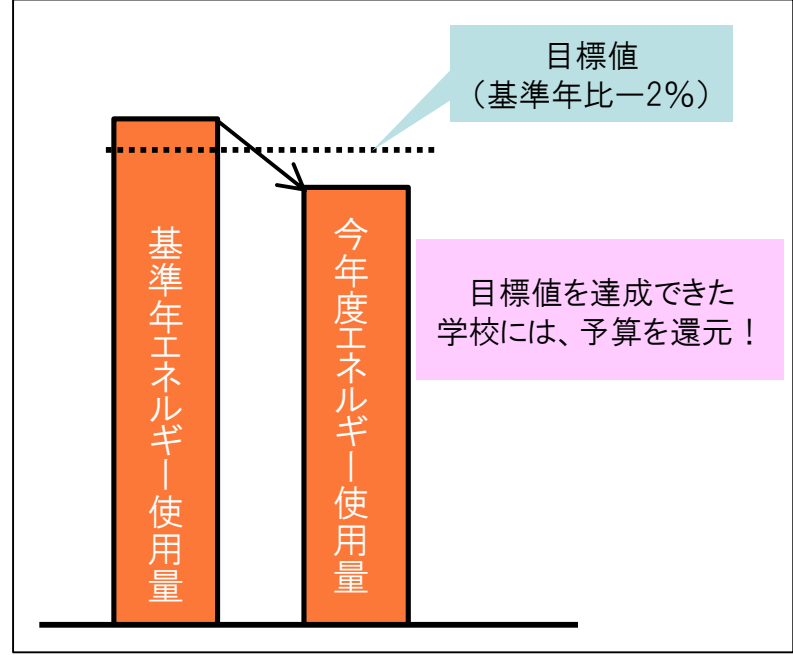 目標値
（基準年比－2％）
基準年エネルギー使用量
今年度エネルギー使用量
目標値を達成できた
学校には、予算を還元！